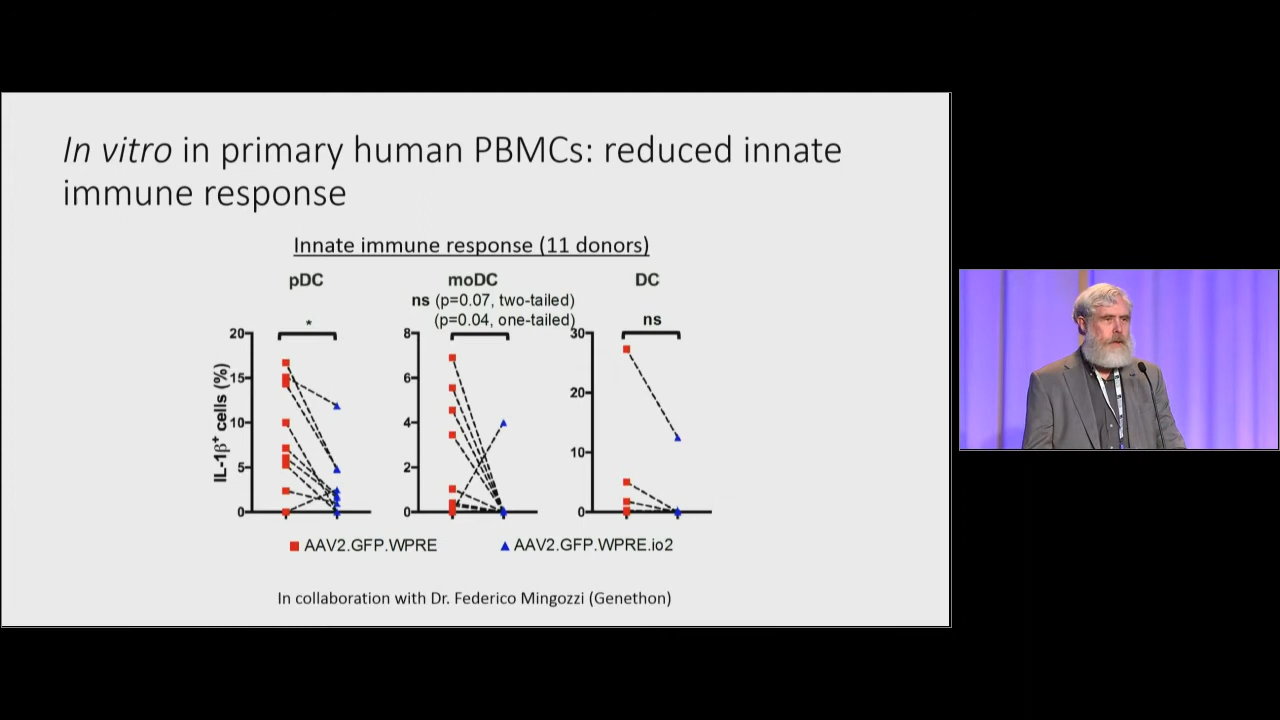 In vitro in primary human PBMCs: reduced innate
immune response
Innate immune response (11 donors)
pDC
moDC
DC
ns (p=0.07, two-tailed)
(p=0.04, one-tailed)
*
ns
IL-1β+ cells (%)
20
15
10
5
0
8
6
4
2
0
30
20
10
0
AAV2.GFP.WPRE
AAV2.GFP.WPRE.io2
In collaboration with Dr. Federico Mingozzi (Genethon)